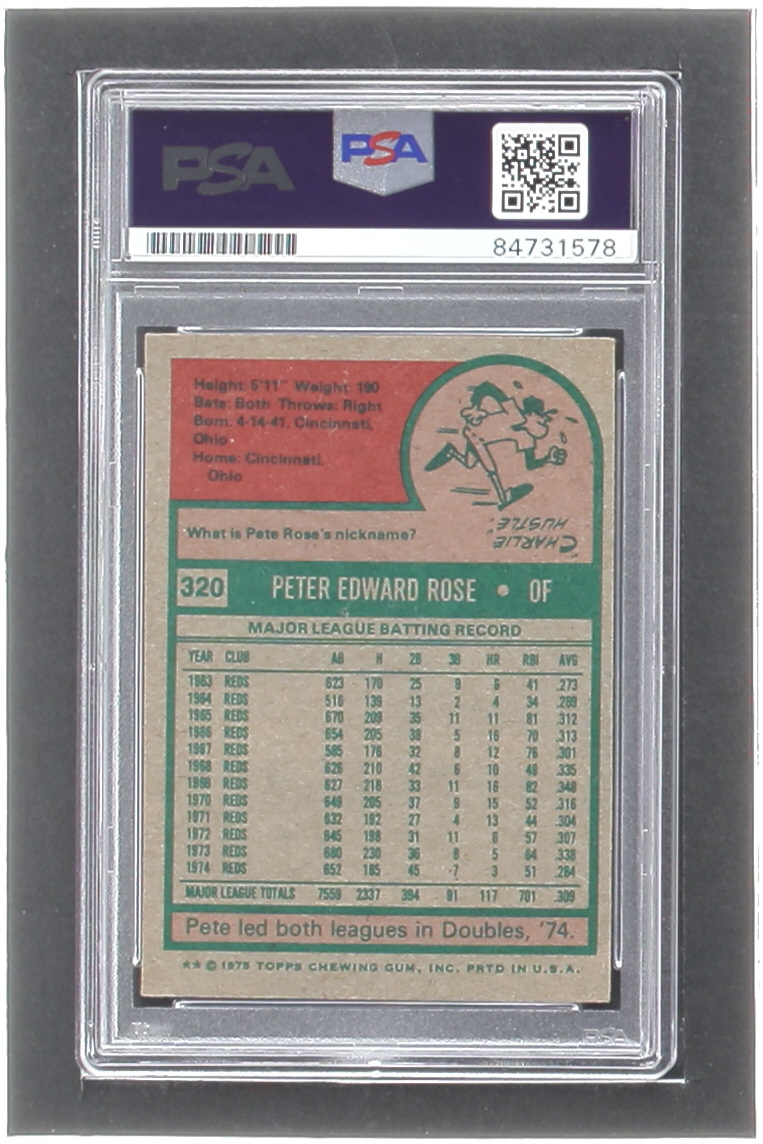 PSA PSA
84731578
Height: 5'11" Weight: 190
Bats: Both Throws: Right
Born: 4-14-41, Cincinnati,
Ohio
Home: Cincinnati,
Ohio
What is Pete Rose's nickname?
"CHARLIE
HUSTLE"
320 PETER EDWARD ROSE • OF
MAJOR LEAGUE BATTING RECORD
YEAR CLUB AB H 2B 3B HR RBI AVG
1963 REDS 623 170 25 9 6 41 .273
1964 REDS 516 139 13 2 4 34 .269
1965 REDS 670 209 35 11 11 81 .312
1966 REDS 654 205 38 5 16 70 .313
1967 REDS 585 176 32 8 12 76 .301
1968 REDS 626 210 42 6 10 49 .335
1969 REDS 627 218 33 11 16 82 .348
1970 REDS 649 205 37 9 15 52 .316
1971 REDS 632 192 27 4 13 44 .304
1972 REDS 645 198 31 11 6 57 .307
1973 REDS 680 230 36 8 5 64 .338
1974 REDS 652 185 45 7 3 51 .284
MAJOR LEAGUE TOTALS 7559 2337 394 91 117 701 .309
Pete led both leagues in Doubles, '74.
** © 1975 TOPPS CHEWING GUM, INC. PRTD IN U.S.A.
PSA